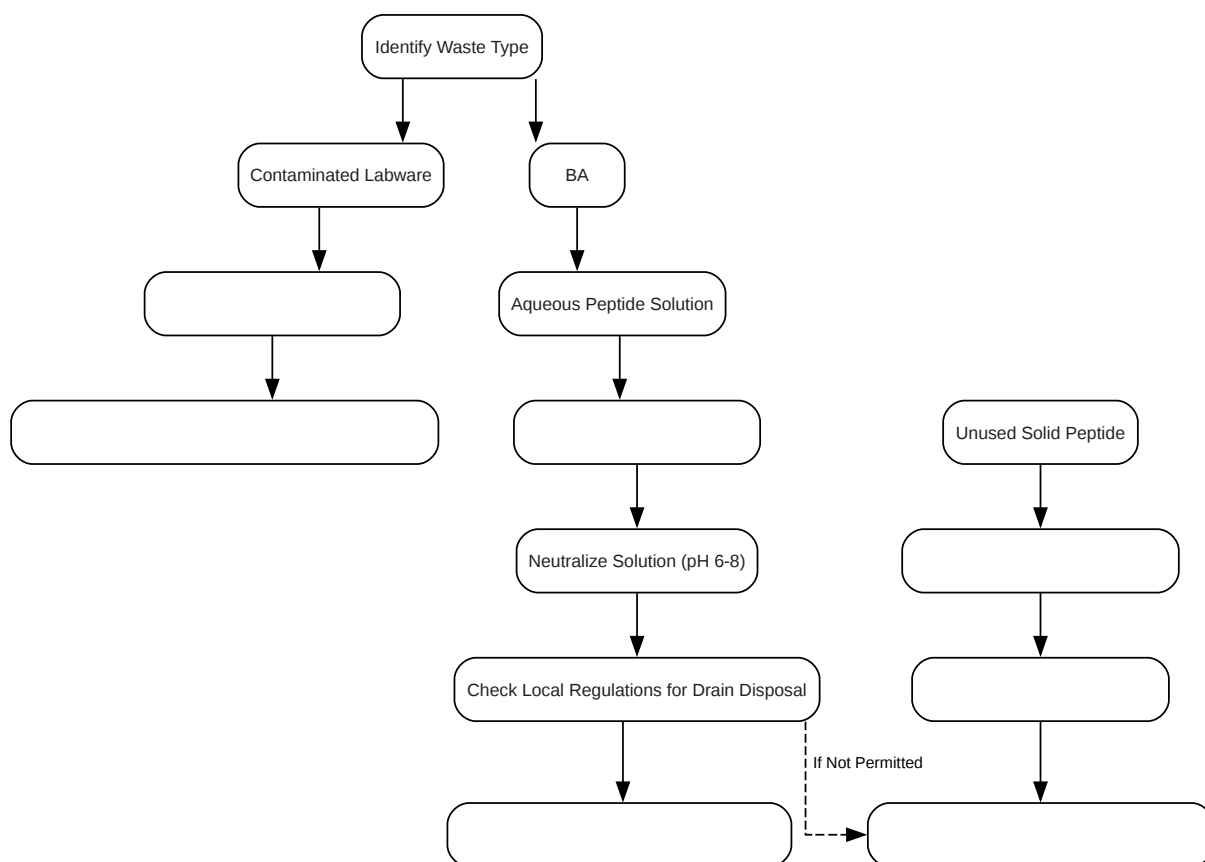 Identify Waste Type
Contaminated Labware
BA
Aqueous Peptide Solution
Unused Solid Peptide
Neutralize Solution (pH 6-8)
Check Local Regulations for Drain Disposal
If Not Permitted